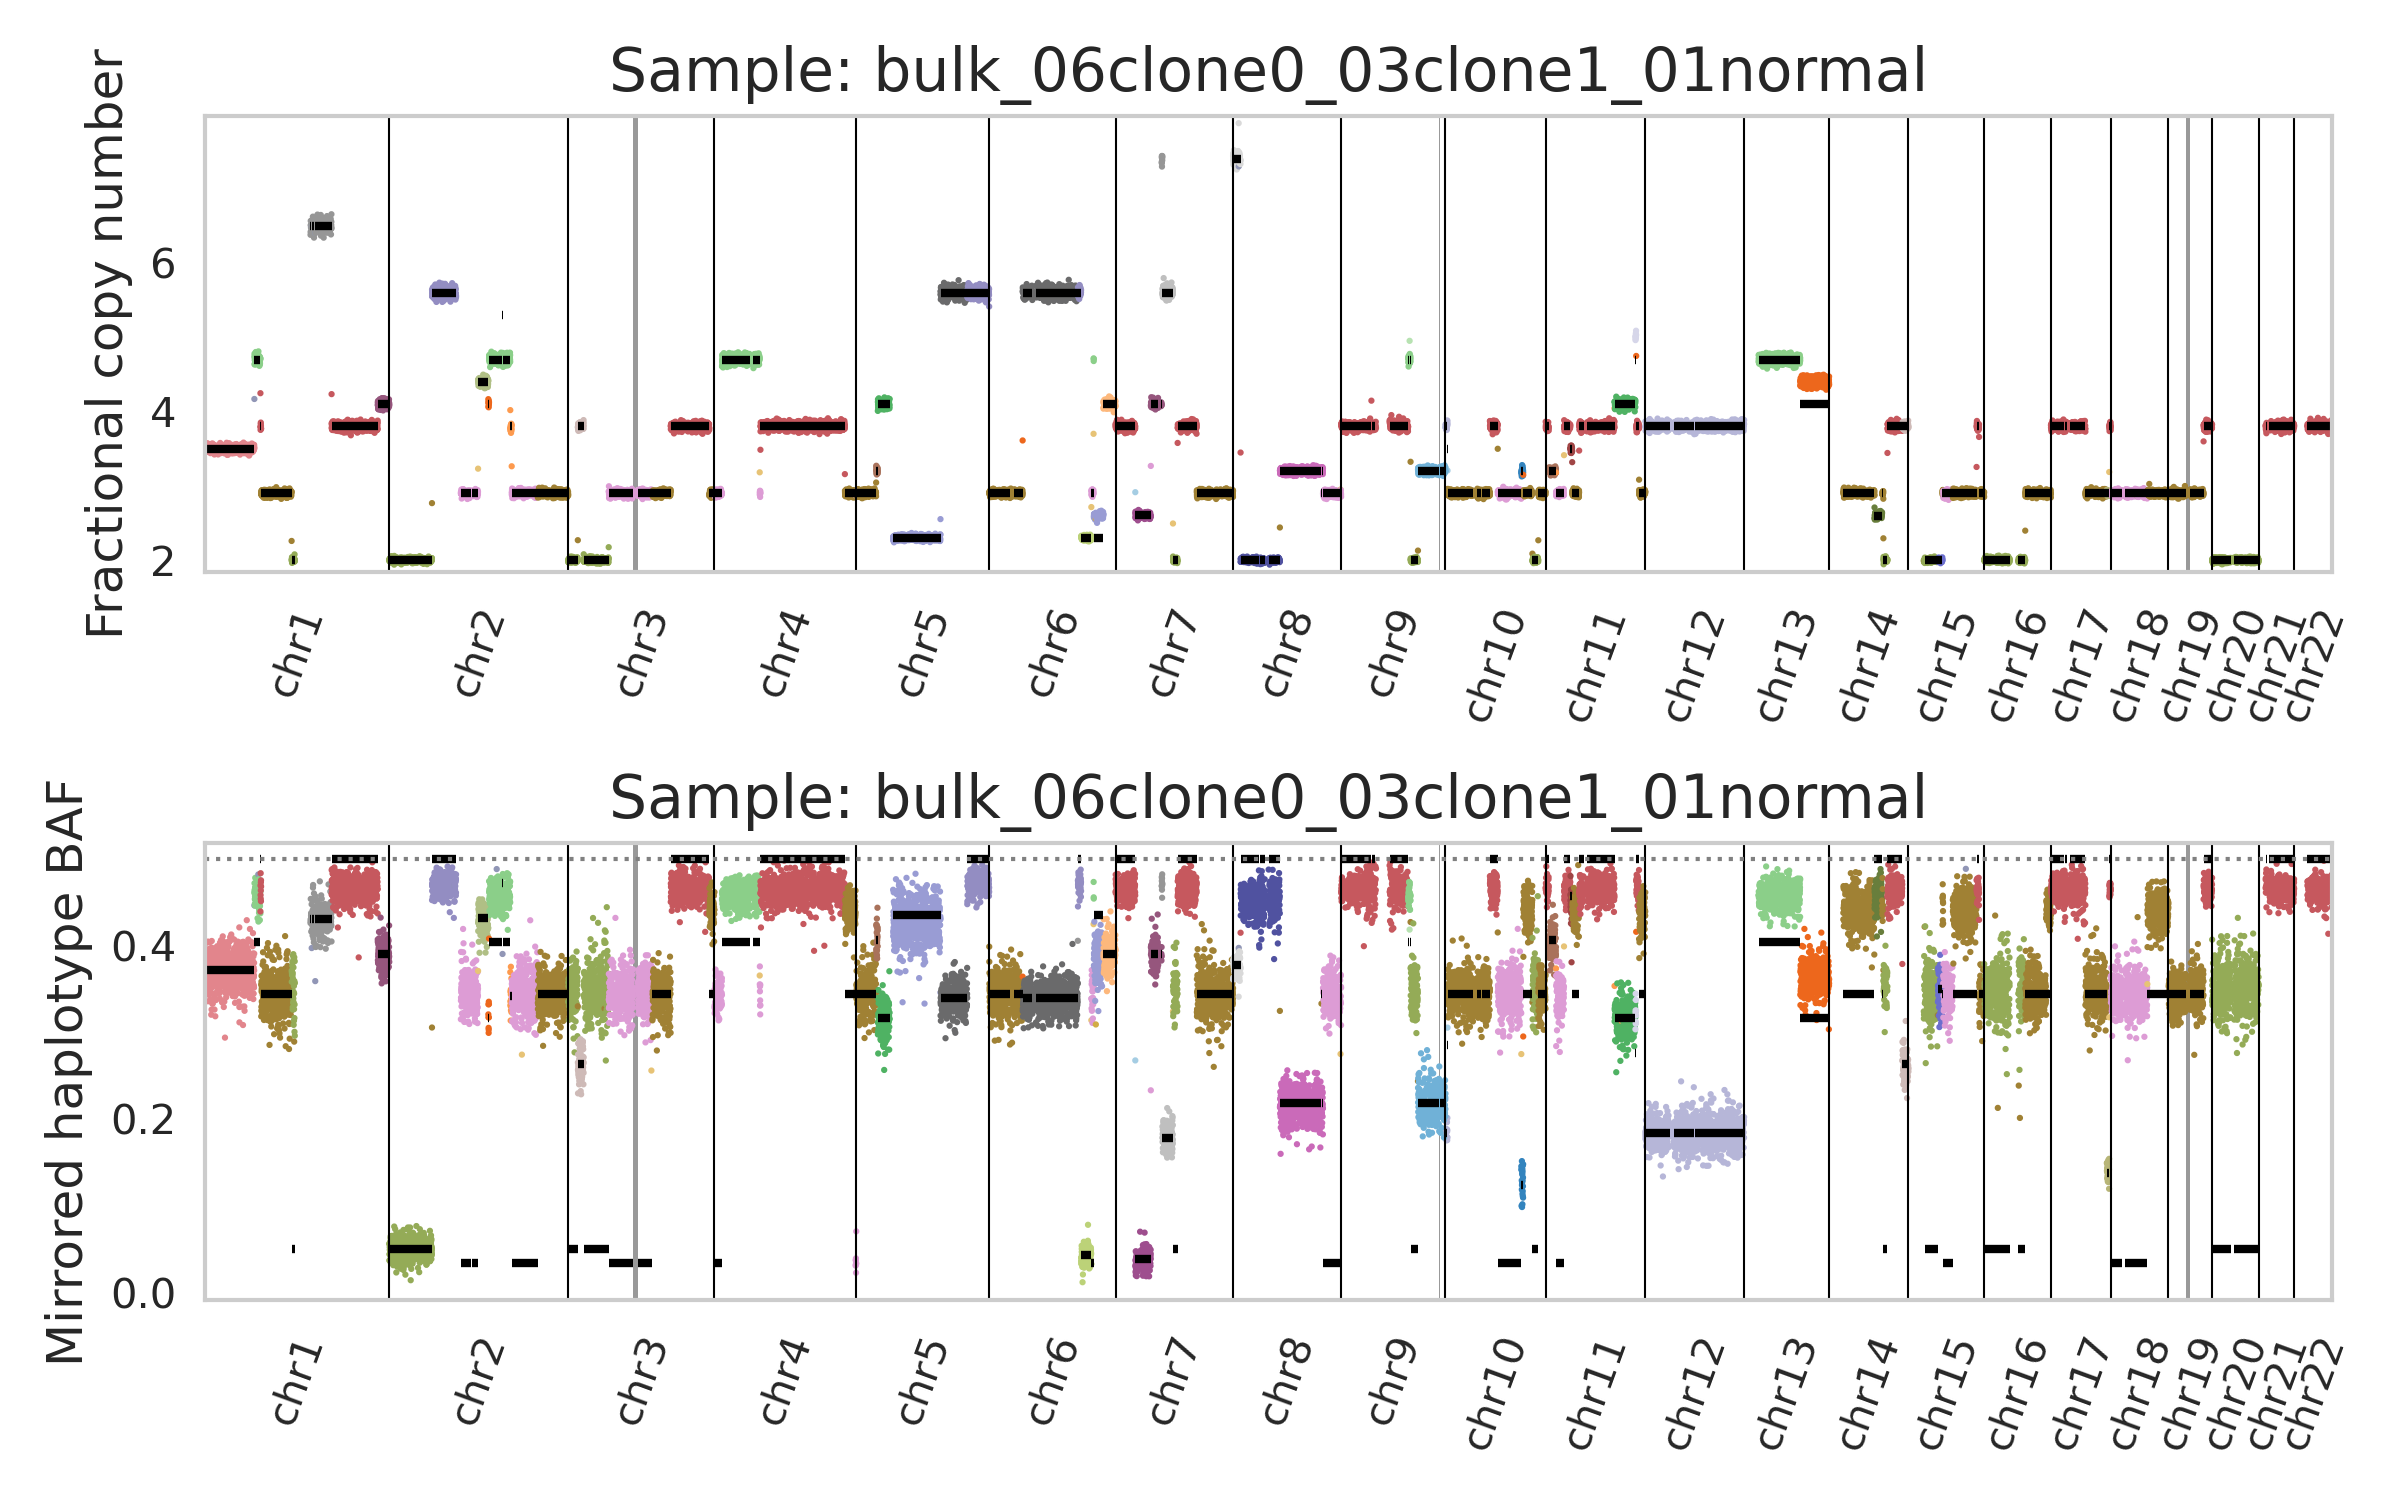 Sample: bulk_06clone0_03clone1_01normal
Fractional copy number
6
4
2
chr1
chr2
chr3
chr4
chr5
chr6
chr7
chr8
chr9
chr10
chr11
chr12
chr13
chr14
chr15
chr16
chr17
chr18
chr19
chr20
chr21
chr22
Sample: bulk_06clone0_03clone1_01normal
Mirrored haplotype BAF
0.4
0.2
0.0
chr1
chr2
chr3
chr4
chr5
chr6
chr7
chr8
chr9
chr10
chr11
chr12
chr13
chr14
chr15
chr16
chr17
chr18
chr19
chr20
chr21
chr22